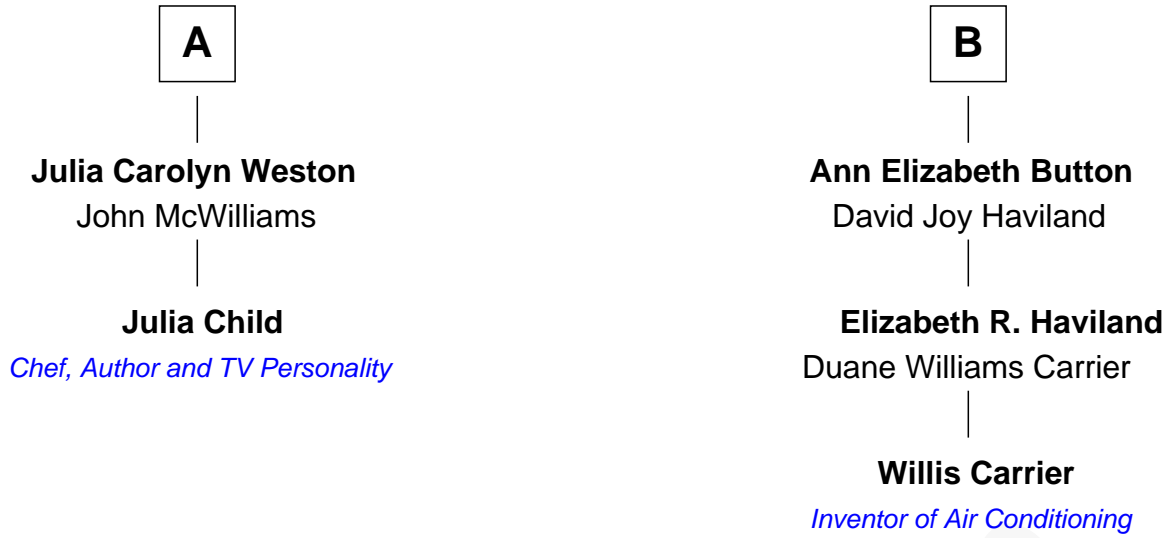 A
Julia Carolyn Weston
John McWilliams
Julia Child
Chef, Author and TV Personality
B
Ann Elizabeth Button
David Joy Haviland
Elizabeth R. Haviland
Duane Williams Carrier
Willis Carrier
Inventor of Air Conditioning